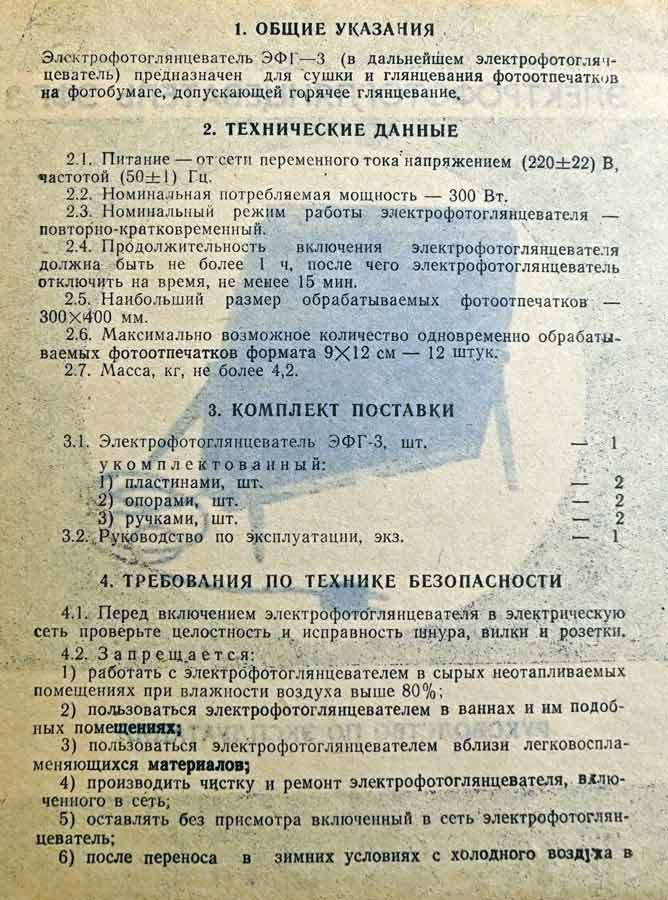 1. ОБЩИЕ УКАЗАНИЯ
Электрофотоглянцеватель ЭФГ—3 (в дальнейшем электрофотоглян-
цеватель) предназначен для сушки и глянцевания фотоотпечатков
на фотобумаге, допускающей горячее глянцевание.
2. ТЕХНИЧЕСКИЕ ДАННЫЕ
2.1. Питание — от сети переменного тока напряжением (220±22) В,
частотой (50±1) Гц.
2.2. Номинальная потребляемая мощность — 300 Вт.
2.3. Номинальный режим работы электрофотоглянцевателя —
повторно-кратковременный.
2.4. Продолжительность включения электрофотоглянцевателя
должна быть не более 1 ч, после чего электрофотоглянцеватель
отключить на время, не менее 15 мин.
2.5. Наибольший размер обрабатываемых фотоотпечатков —
300×400 мм.
2.6. Максимально возможное количество одновременно обрабаты-
ваемых фотоотпечатков формата 9×12 см — 12 штук.
2.7. Масса, кг, не более 4,2.
3. КОМПЛЕКТ ПОСТАВКИ
3.1. Электрофотоглянцеватель ЭФГ-3, шт. — 1
укомплектованный:
1) пластинами, шт. — 2
2) опорами, шт. — 2
3) ручками, шт. — 2
3.2. Руководство по эксплуатации, экз. — 1
4. ТРЕБОВАНИЯ ПО ТЕХНИКЕ БЕЗОПАСНОСТИ
4.1. Перед включением электрофотоглянцевателя в электрическую
сеть проверьте целостность и исправность шнура, вилки и розетки.
4.2. Запрещается:
1) работать с электрофотоглянцевателем в сырых неотапливаемых
помещениях при влажности воздуха выше 80%;
2) пользоваться электрофотоглянцевателем в ваннах и им подоб-
ных помещениях;
3) пользоваться электрофотоглянцевателем вблизи легковоспла-
меняющихся материалов;
4) производить чистку и ремонт электрофотоглянцевателя, вклю-
ченного в сеть;
5) оставлять без присмотра включенный в сеть электрофотоглян-
цеватель;
6) после переноса в зимних условиях с холодного воздуха в